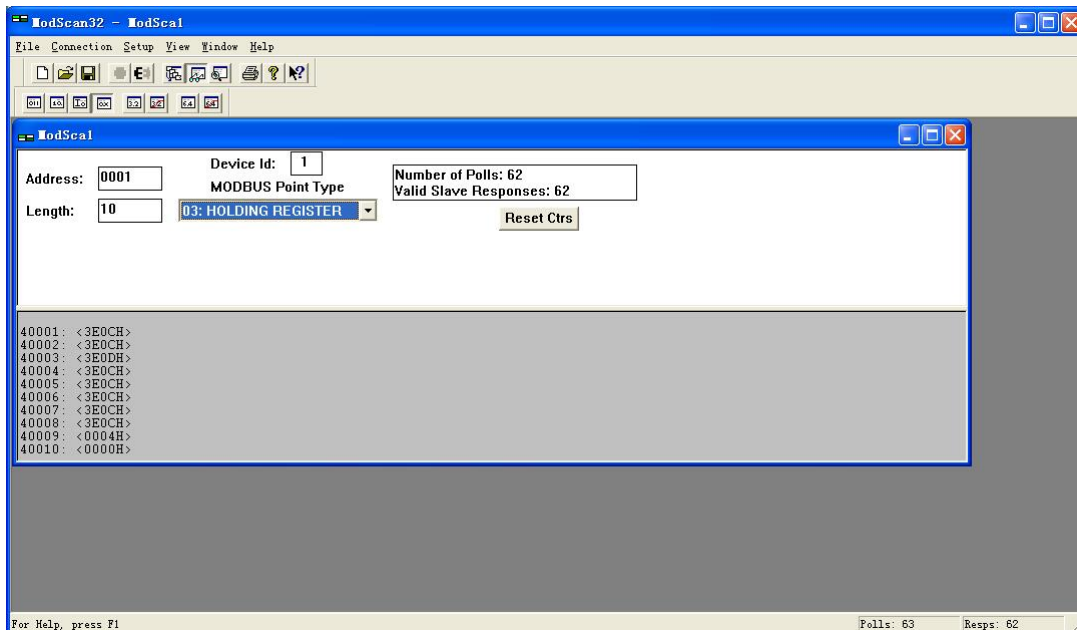 ModScan32 - ModSca1
File Connection Setup View Window Help
ModSca1
Address: 0001
Device Id: 1
MODBUS Point Type
Length: 10
03: HOLDING REGISTER
Number of Polls: 62
Valid Slave Responses: 62
Reset Ctrs
40001: <3E0CH>
40002: <3E0CH>
40003: <3E0DH>
40004: <3E0CH>
40005: <3E0CH>
40006: <3E0CH>
40007: <3E0CH>
40008: <3E0CH>
40009: <0004H>
40010: <0000H>
For Help, press F1
Polls: 63
Resps: 62